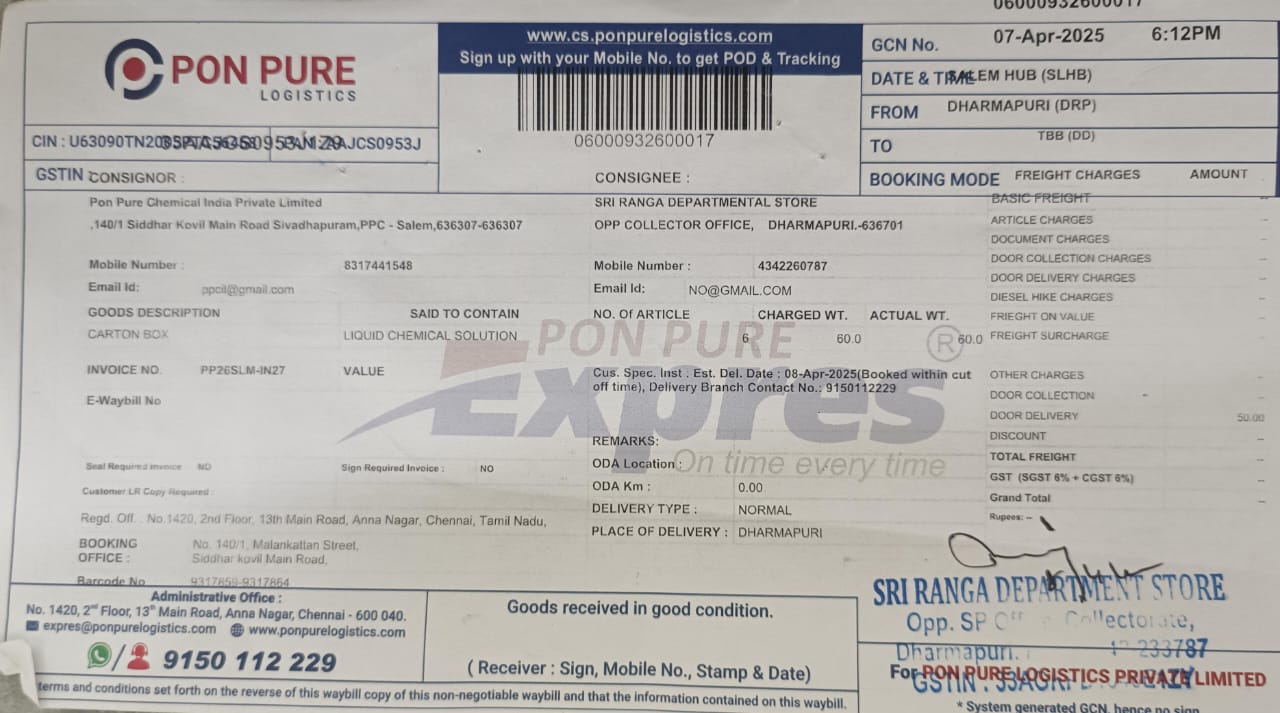 06000932600017
PON PURE
LOGISTICS
www.cs.ponpurelogistics.com
Sign up with your Mobile No. to get POD & Tracking
06000932600017
GCN No. 07-Apr-2025 6:12PM
DATE & TIME SALEM HUB (SLHB)
FROM DHARMAPURI (DRP)
TO TBB (DD)
BOOKING MODE FREIGHT CHARGES AMOUNT
CIN :
GSTIN CONSIGNOR :
CONSIGNEE :
Pon Pure Chemical India Private Limited
,140/1 Siddhar Kovil Main Road Sivadhapuram,PPC - Salem,636307-636307
Mobile Number : 8317441548
Email Id: ppcil@gmail.com
SRI RANGA DEPARTMENTAL STORE
OPP COLLECTOR OFFICE, DHARMAPURI.-636701
Mobile Number : 4342260787
Email Id: NO@GMAIL.COM
GOODS DESCRIPTION SAID TO CONTAIN NO. OF ARTICLE CHARGED WT. ACTUAL WT.
CARTON BOX LIQUID CHEMICAL SOLUTION 6 60.0 60.0
PON PURE
Expres
On time every time
INVOICE NO. PP26SLM-IN27 VALUE
E-Waybill No
Cus. Spec. Inst : Est. Del. Date : 08-Apr-2025(Booked within cut
off time), Delivery Branch Contact No.: 9150112229
REMARKS:
ODA Location :
ODA Km : 0.00
DELIVERY TYPE : NORMAL
PLACE OF DELIVERY : DHARMAPURI
Seal Required Invoice NO Sign Required Invoice : NO
Customer LR Copy Required :
Regd. Off. : No.1420, 2nd Floor, 13th Main Road, Anna Nagar, Chennai, Tamil Nadu,
BOOKING No. 140/1, Malankattan Street,
OFFICE : Siddhar kovil Main Road,
Barcode No 9317859-9317864
BASIC FREIGHT --
ARTICLE CHARGES --
DOCUMENT CHARGES --
DOOR COLLECTION CHARGES --
DOOR DELIVERY CHARGES --
DIESEL HIKE CHARGES --
FRIEGHT ON VALUE --
FREIGHT SURCHARGE --
OTHER CHARGES --
DOOR COLLECTION -
DOOR DELIVERY 50.00
DISCOUNT --
TOTAL FREIGHT --
GST (SGST 6% + CGST 6%) --
Grand Total --
Rupees: --
Administrative Office :
No. 1420, 2nd Floor, 13th Main Road, Anna Nagar, Chennai - 600 040.
expres@ponpurelogistics.com www.ponpurelogistics.com
9150 112 229
Goods received in good condition.
( Receiver : Sign, Mobile No., Stamp & Date)
SRI RANGA DEPARTMENT STORE
Opp. SP Collectorate,
Dharmapuri. 233787
For PON PURE LOGISTICS PRIVATE LIMITED
GSTIN :
* System generated GCN, hence no sign
terms and conditions set forth on the reverse of this waybill copy of this non-negotiable waybill and that the information contained on this waybill.